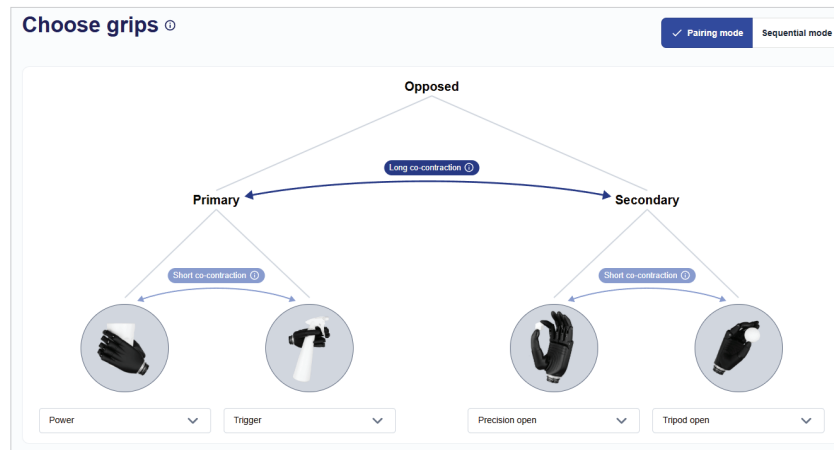 Choose grips
Pairing mode
Sequential mode
Opposed
Long co-contraction
Primary
Secondary
Short co-contraction
Short co-contraction
Power
Trigger
Precision open
Tripod open